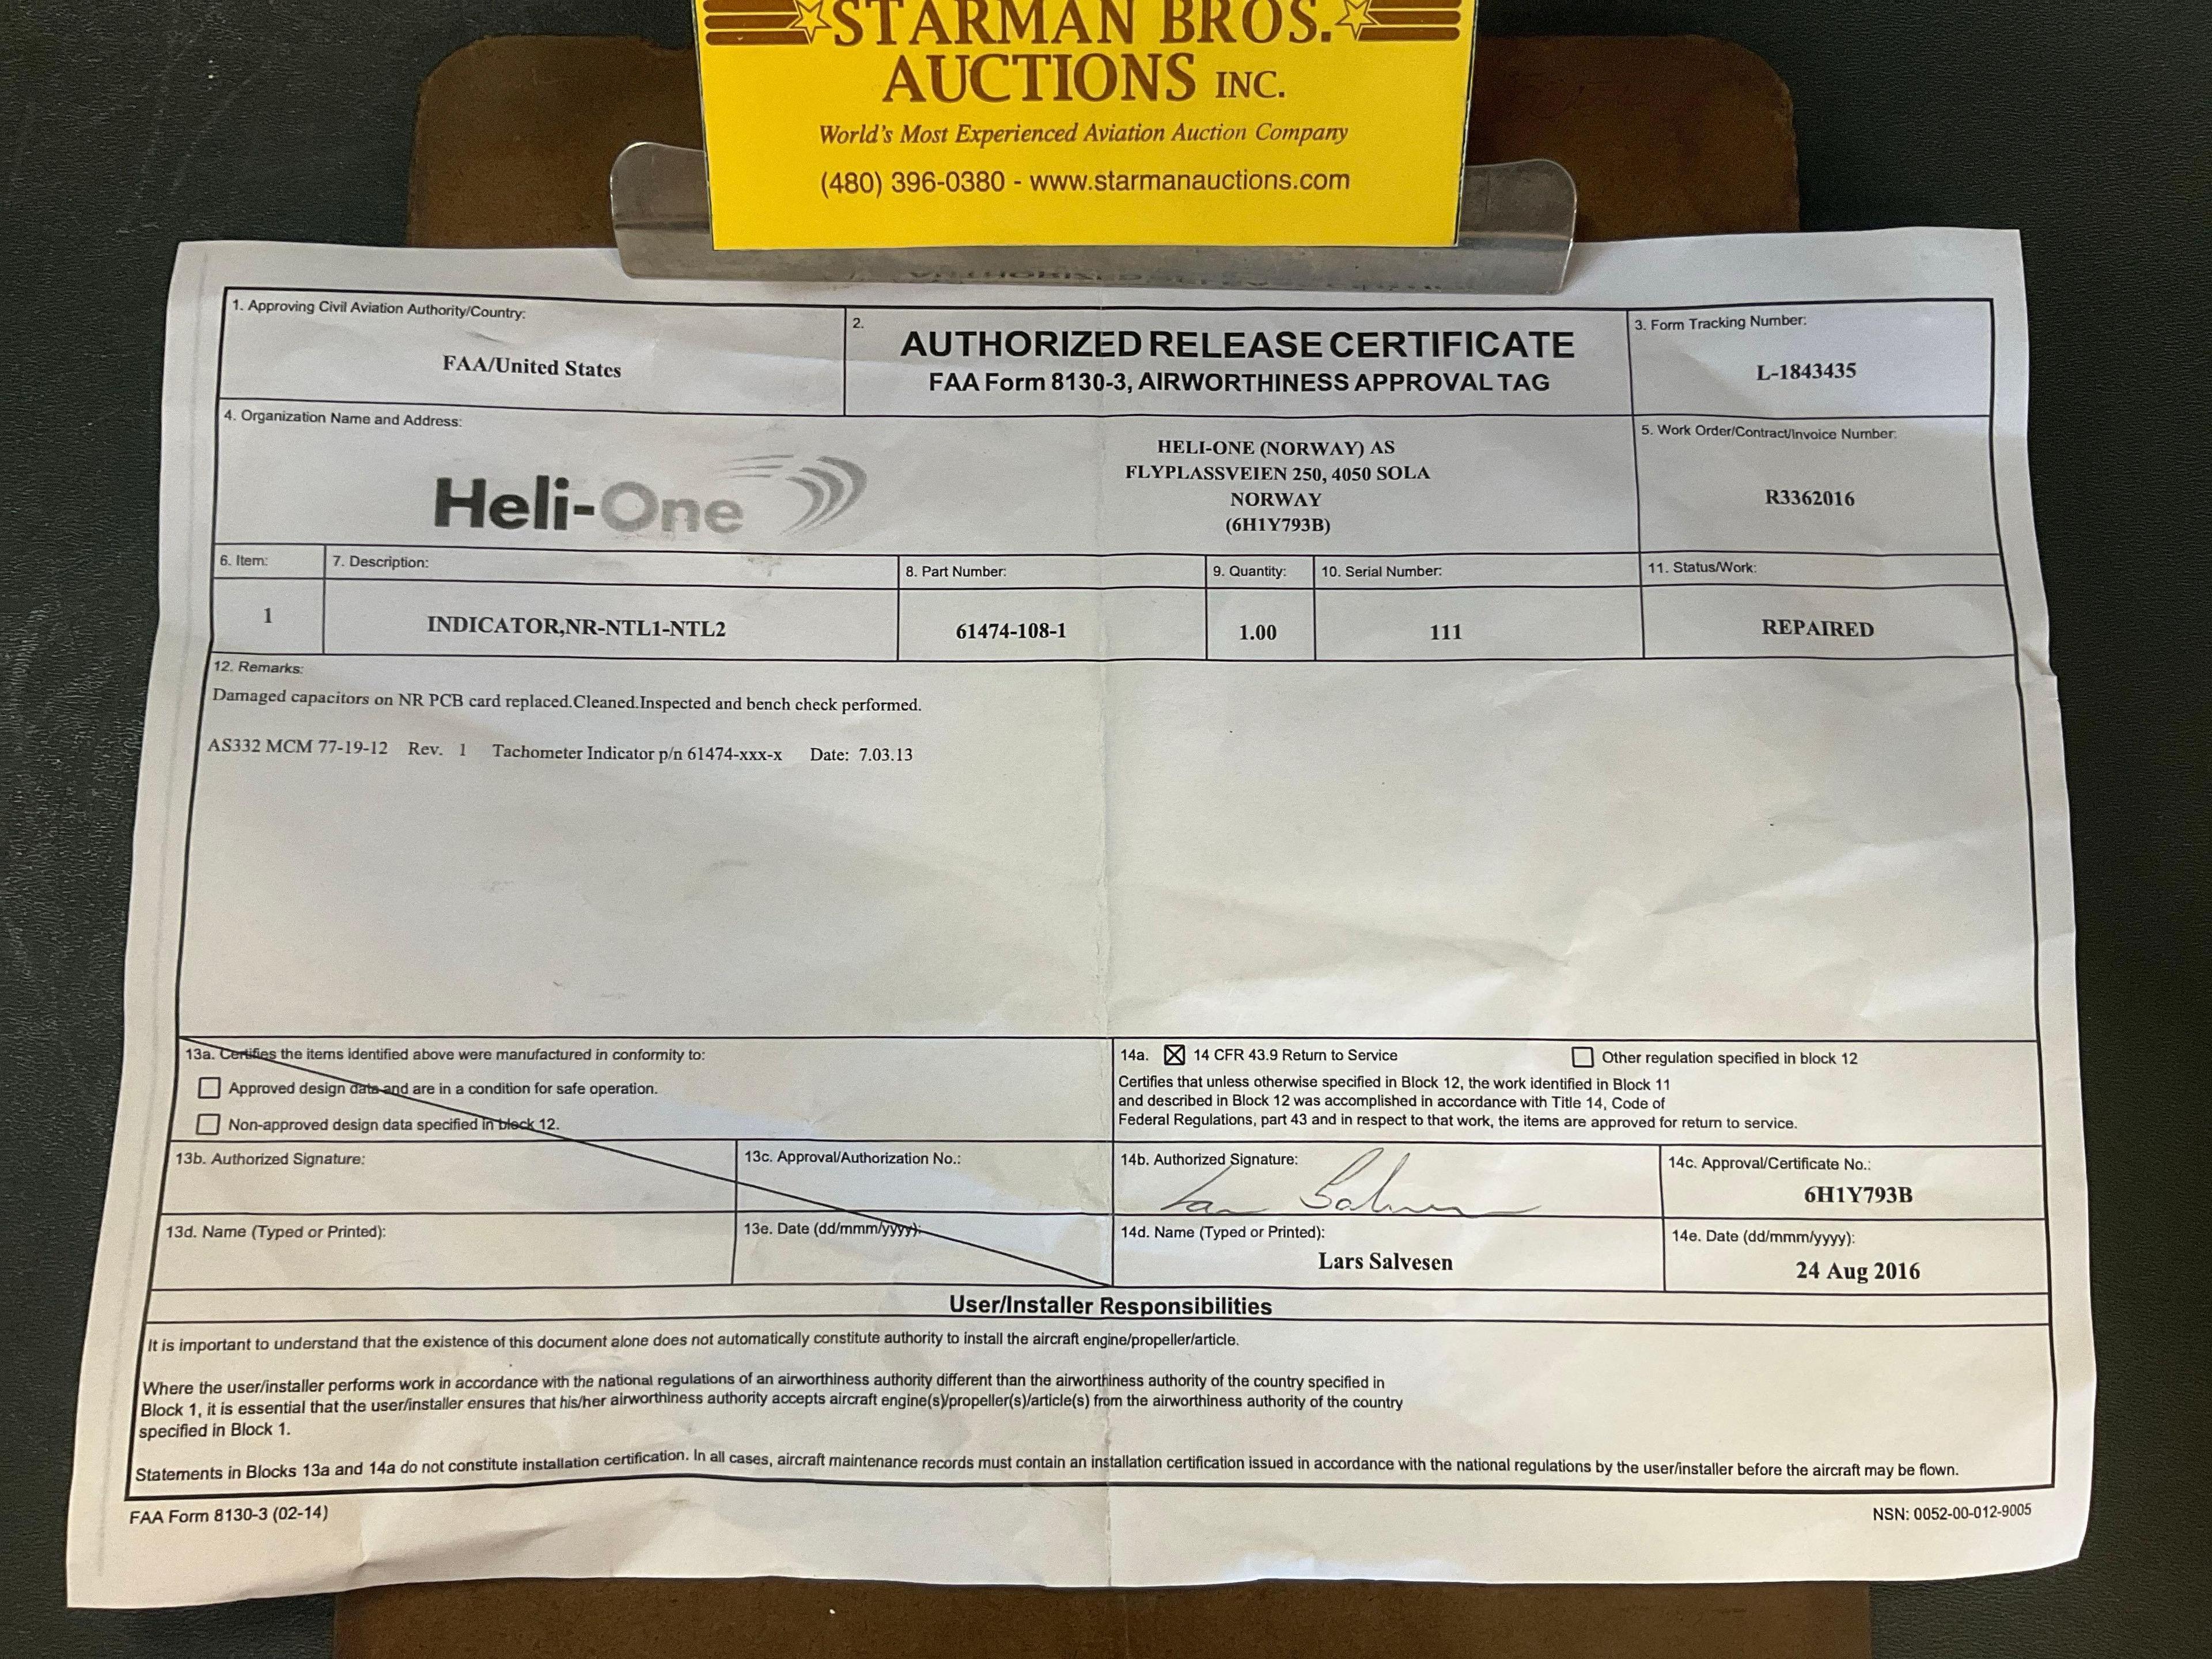 STARMAN BROS.
AUCTIONS INC.
World's Most Experienced Aviation Auction Company
(480) 396-0380 - www.starmanauctions.com
1. Approving Civil Aviation Authority/Country:
FAA/United States
2.
AUTHORIZED RELEASE CERTIFICATE
FAA Form 8130-3, AIRWORTHINESS APPROVAL TAG
3. Form Tracking Number:
L-1843435
4. Organization Name and Address:
Heli-One
HELI-ONE (NORWAY) AS
FLYPLASSVEIEN 250, 4050 SOLA
NORWAY
(6H1Y793B)
5. Work Order/Contract/Invoice Number:
R3362016
6. Item:
7. Description:
8. Part Number:
9. Quantity:
10. Serial Number:
11. Status/Work:
1
INDICATOR,NR-NTL1-NTL2
61474-108-1
1.00
111
REPAIRED
12. Remarks:
Damaged capacitors on NR PCB card replaced.Cleaned.Inspected and bench check performed.
AS332 MCM 77-19-12 Rev. 1 Tachometer Indicator p/n 61474-xxx-x Date: 7.03.13
13a. Certifies the items identified above were manufactured in conformity to:
Approved design data and are in a condition for safe operation.
Non-approved design data specified in block 12.
14a. 14 CFR 43.9 Return to Service
Other regulation specified in block 12
Certifies that unless otherwise specified in Block 12, the work identified in Block 11
and described in Block 12 was accomplished in accordance with Title 14, Code of
Federal Regulations, part 43 and in respect to that work, the items are approved for return to service.
13b. Authorized Signature:
13c. Approval/Authorization No.:
14b. Authorized Signature:
14c. Approval/Certificate No.:
6H1Y793B
13d. Name (Typed or Printed):
13e. Date (dd/mmm/yyyy):
14d. Name (Typed or Printed):
Lars Salvesen
14e. Date (dd/mmm/yyyy):
24 Aug 2016
User/Installer Responsibilities
It is important to understand that the existence of this document alone does not automatically constitute authority to install the aircraft engine/propeller/article.
Where the user/installer performs work in accordance with the national regulations of an airworthiness authority different than the airworthiness authority of the country specified in
Block 1, it is essential that the user/installer ensures that his/her airworthiness authority accepts aircraft engine(s)/propeller(s)/article(s) from the airworthiness authority of the country
specified in Block 1.
Statements in Blocks 13a and 14a do not constitute installation certification. In all cases, aircraft maintenance records must contain an installation certification issued in accordance with the national regulations by the user/installer before the aircraft may be flown.
FAA Form 8130-3 (02-14)
NSN: 0052-00-012-9005